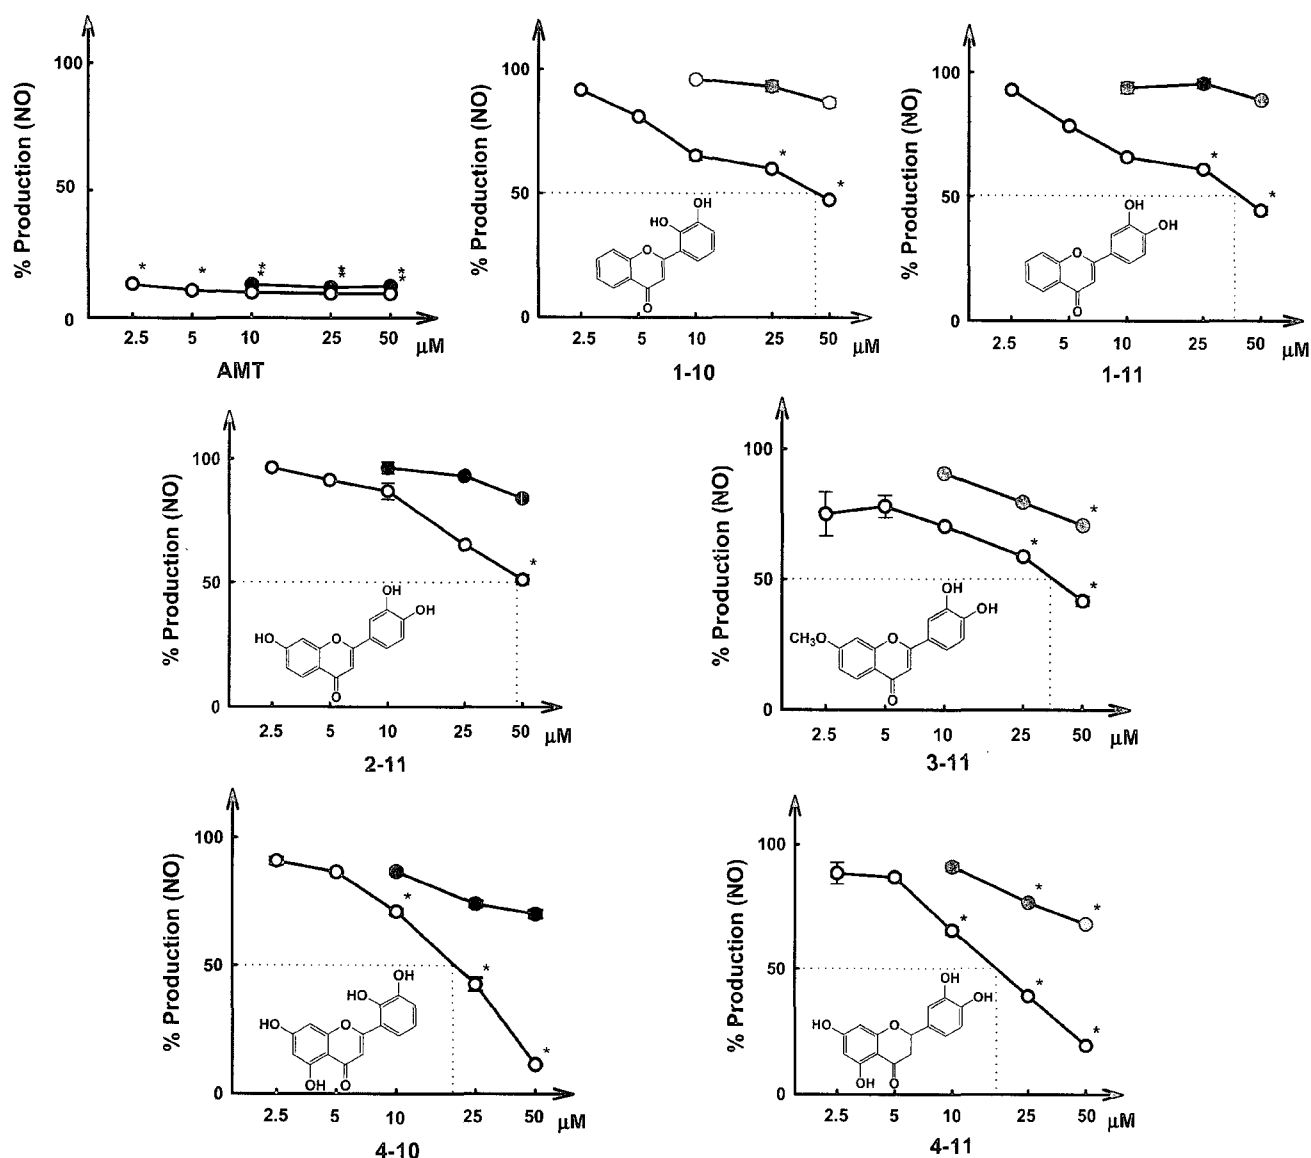 % Production (NO)
100
50
0
*
*
*
*
*
*
*
*
2.5 5 10 25 50 μM
AMT
% Production (NO)
100
50
0
*
*
OH
HO
O
O
2.5 5 10 25 50 μM
1-10
% Production (NO)
100
50
0
*
*
OH
OH
O
O
2.5 5 10 25 50 μM
1-11
% Production (NO)
100
50
0
*
OH
OH
HO
O
O
2.5 5 10 25 50 μM
2-11
% Production (NO)
100
50
0
*
*
*
OH
OH
CH3O
O
O
2.5 5 10 25 50 μM
3-11
% Production (NO)
100
50
0
*
*
*
OH
HO
HO
O
OH
O
2.5 5 10 25 50 μM
4-10
% Production (NO)
100
50
0
*
*
*
*
*
OH
OH
HO
O
OH
O
2.5 5 10 25 50 μM
4-11